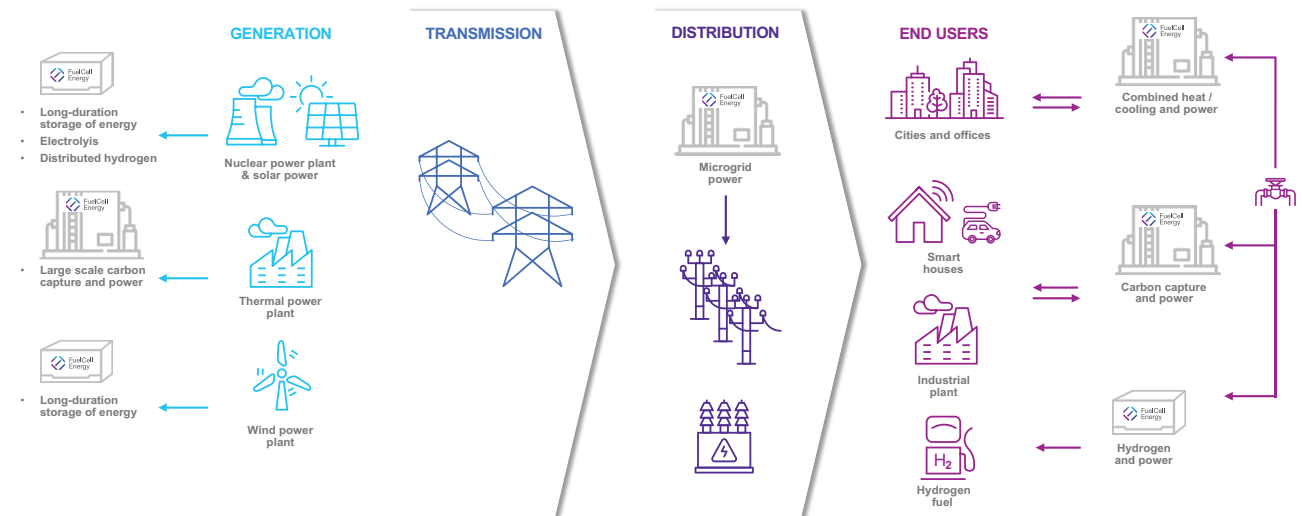 GENERATION
TRANSMISSION
DISTRIBUTION
END USERS
FuelCell
Energy
• Long-duration
storage of energy
• Electrolyis
• Distributed hydrogen
Nuclear power plant
& solar power
FuelCell
Energy
• Large scale carbon
capture and power
Thermal power
plant
FuelCell
Energy
• Long-duration
storage of energy
Wind power
plant
FuelCell
Energy
Microgrid
power
Cities and offices
Smart
houses
Industrial
plant
H2
Hydrogen
fuel
FuelCell
Energy
Combined heat /
cooling and power
FuelCell
Energy
Carbon capture
and power
FuelCell
Energy
Hydrogen
and power